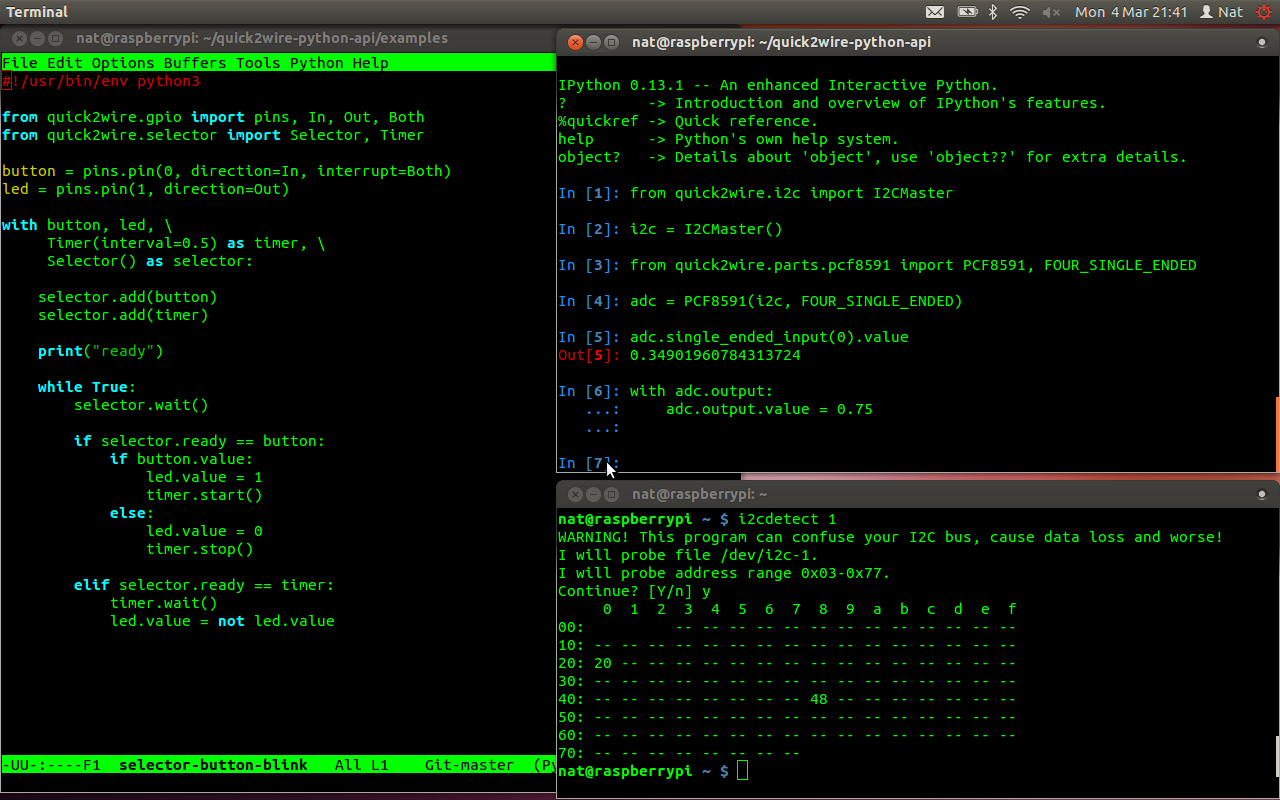 Terminal
Mon 4 Mar 21:41 Nat
nat@raspberrypi: ~/quick2wire-python-api/examples
File Edit Options Buffers Tools Python Help
#!/usr/bin/env python3
from quick2wire.gpio import pins, In, Out, Both
from quick2wire.selector import Selector, Timer
button = pins.pin(0, direction=In, interrupt=Both)
led = pins.pin(1, direction=Out)
with button, led, \
     Timer(interval=0.5) as timer, \
     Selector() as selector:
    selector.add(button)
    selector.add(timer)
    print("ready")
    while True:
        selector.wait()
        if selector.ready == button:
            if button.value:
                led.value = 1
                timer.start()
            else:
                led.value = 0
                timer.stop()
        elif selector.ready == timer:
            timer.wait()
            led.value = not led.value
-UU-:----F1  selector-button-blink   All L1    Git-master  (Py
nat@raspberrypi: ~/quick2wire-python-api
IPython 0.13.1 -- An enhanced Interactive Python.
?         -> Introduction and overview of IPython's features.
%quickref -> Quick reference.
help      -> Python's own help system.
object?   -> Details about 'object', use 'object??' for extra details.
In [1]: from quick2wire.i2c import I2CMaster
In [2]: i2c = I2CMaster()
In [3]: from quick2wire.parts.pcf8591 import PCF8591, FOUR_SINGLE_ENDED
In [4]: adc = PCF8591(i2c, FOUR_SINGLE_ENDED)
In [5]: adc.single_ended_input(0).value
Out[5]: 0.34901960784313724
In [6]: with adc.output:
   ...:     adc.output.value = 0.75
   ...:
In [7]:
nat@raspberrypi: ~
nat@raspberrypi ~ $ i2cdetect 1
WARNING! This program can confuse your I2C bus, cause data loss and worse!
I will probe file /dev/i2c-1.
I will probe address range 0x03-0x77.
Continue? [Y/n] y
     0  1  2  3  4  5  6  7  8  9  a  b  c  d  e  f
00:          -- -- -- -- -- -- -- -- -- -- -- -- --
10: -- -- -- -- -- -- -- -- -- -- -- -- -- -- -- --
20: 20 -- -- -- -- -- -- -- -- -- -- -- -- -- -- --
30: -- -- -- -- -- -- -- -- -- -- -- -- -- -- -- --
40: -- -- -- -- -- -- -- -- 48 -- -- -- -- -- -- --
50: -- -- -- -- -- -- -- -- -- -- -- -- -- -- -- --
60: -- -- -- -- -- -- -- -- -- -- -- -- -- -- -- --
70: -- -- -- -- -- -- -- --
nat@raspberrypi ~ $